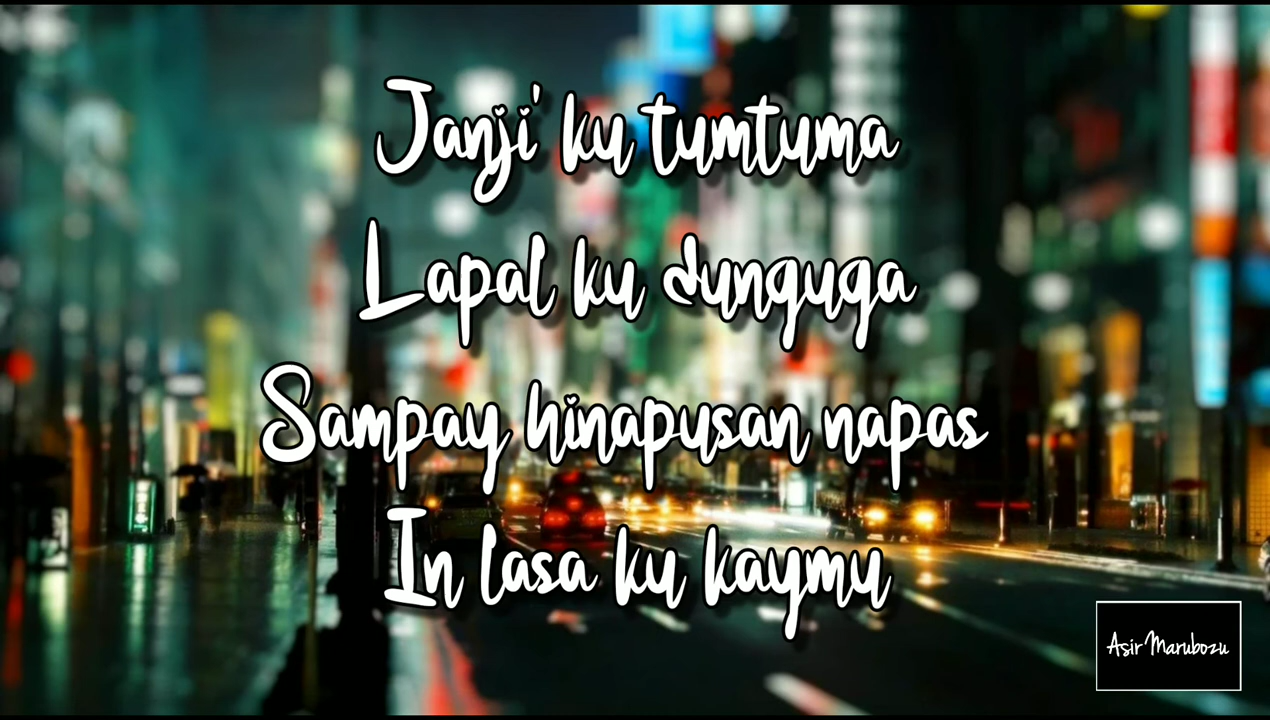 Janji' ku tumtuma
Lapal ku dunguga
Sampay hinapusan napas
In lasa ku kaymu
Asir Marubozu